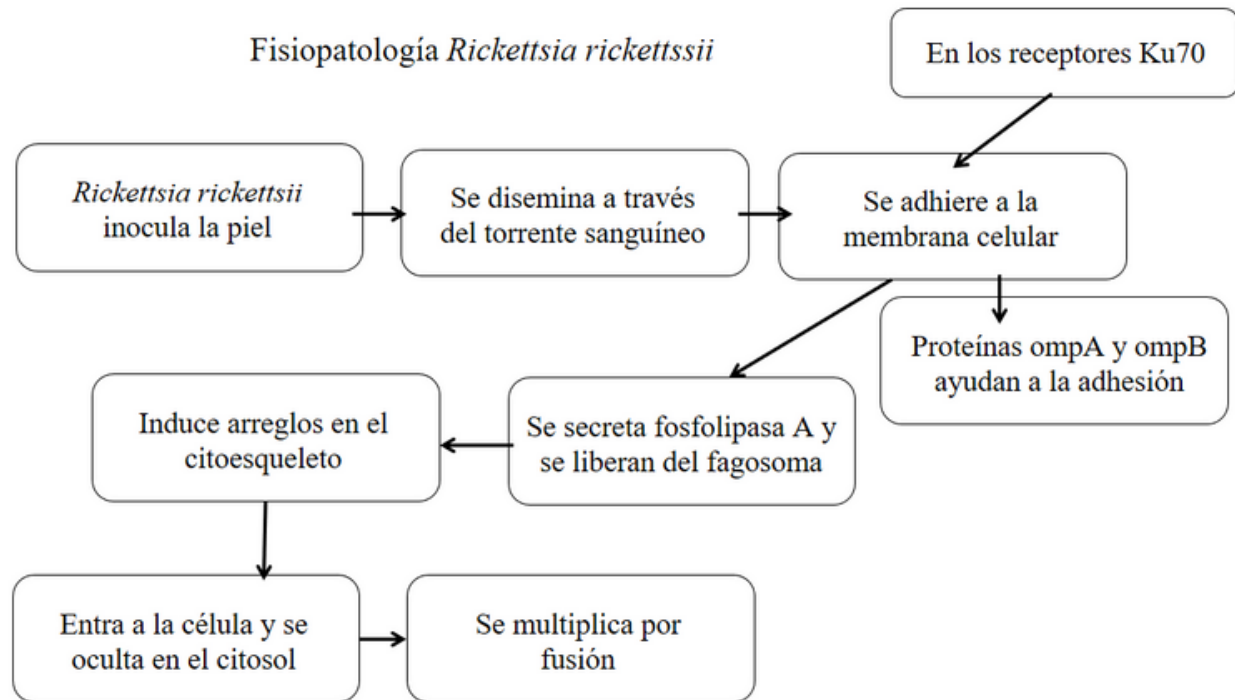 Fisiopatología Rickettsia rickettssii
En los receptores Ku70
Rickettsia rickettsii
inocula la piel
Se disemina a través
del torrente sanguíneo
Se adhiere a la
membrana celular
Proteínas ompA y ompB
ayudan a la adhesión
Se secreta fosfolipasa A y
se liberan del fagosoma
Induce arreglos en el
citoesqueleto
Entra a la célula y se
oculta en el citosol
Se multiplica por
fusión